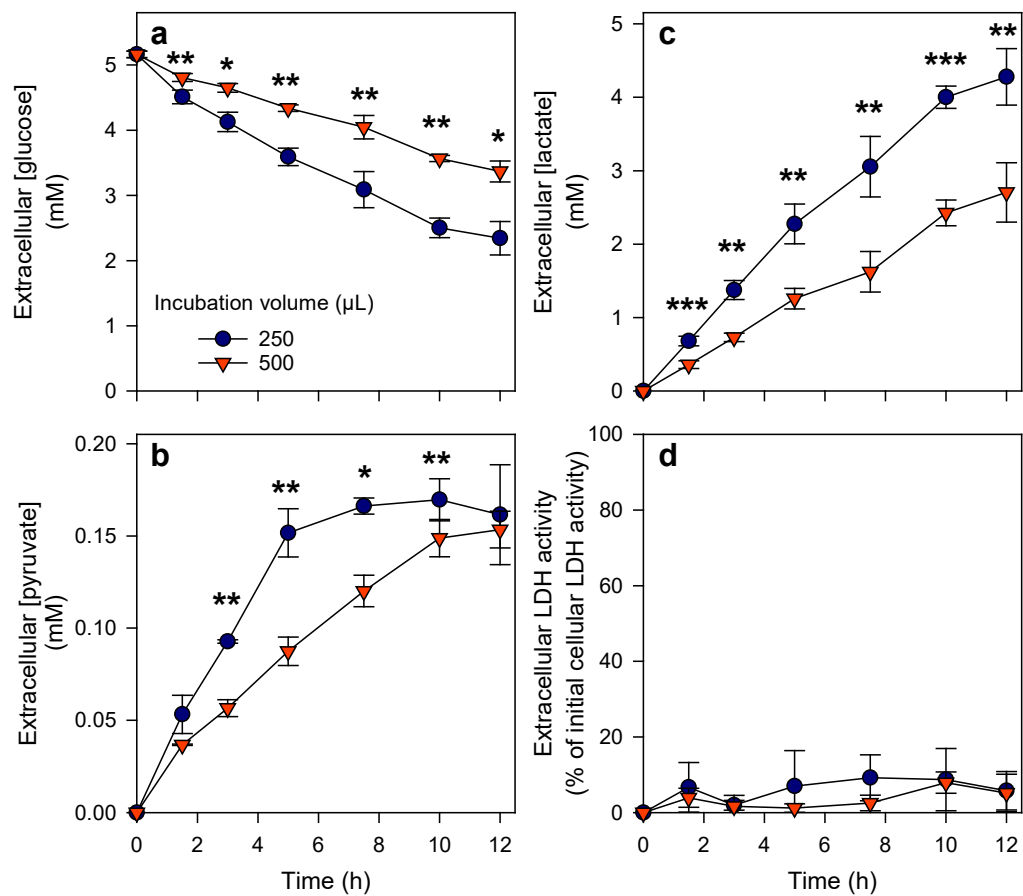 a
Extracellular [glucose]
(mM)
5
4
3
2
1
0
** * ** ** ** *
Incubation volume (µL)
250
500
c
Extracellular [lactate]
(mM)
5
4
3
2
1
0
*** ** ** ** *** **
b
Extracellular [pyruvate]
(mM)
0.20
0.15
0.10
0.05
0.00
** ** * **
0 2 4 6 8 10 12
Time (h)
d
Extracellular LDH activity
(% of initial cellular LDH activity)
100
80
60
40
20
0
0 2 4 6 8 10 12
Time (h)